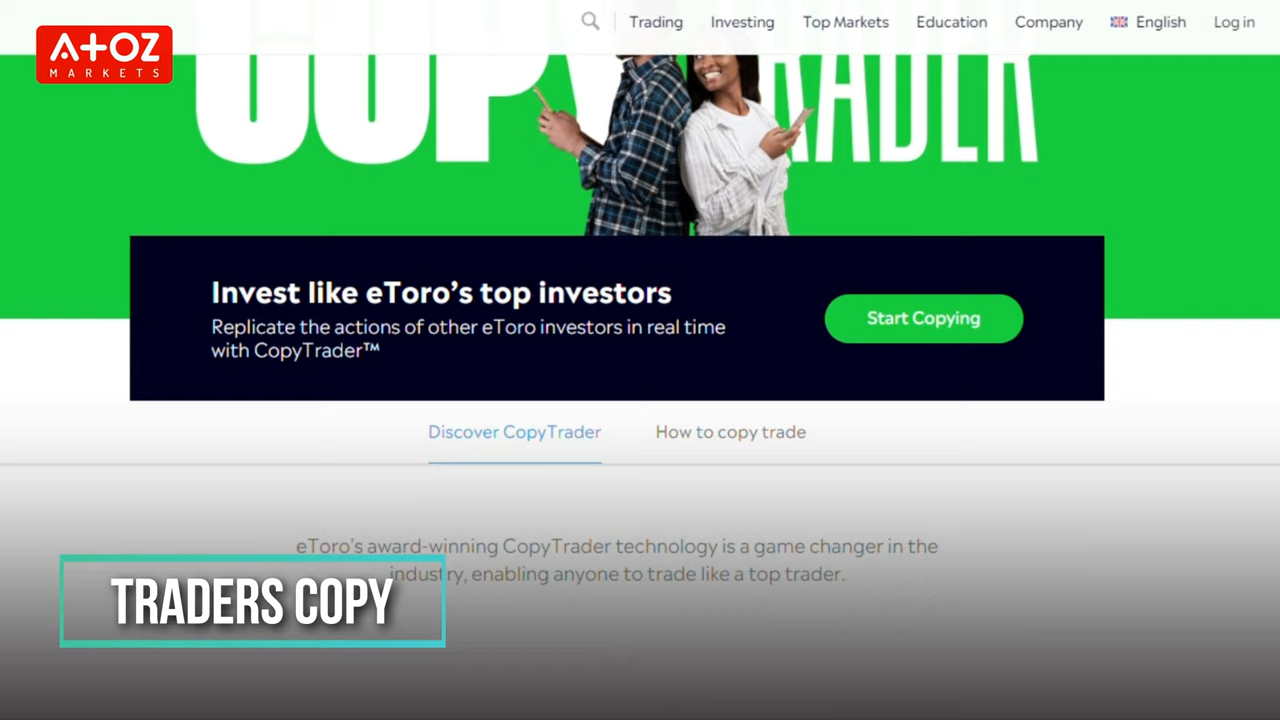 A+OZ
MARKETS
Trading Investing Top Markets Education Company English Log in
COPY TRADER
Invest like eToro’s top investors
Replicate the actions of other eToro investors in real time
with CopyTrader™
Start Copying
Discover CopyTrader How to copy trade
eToro’s award-winning CopyTrader technology is a game changer in the
industry, enabling anyone to trade like a top trader.
TRADERS COPY